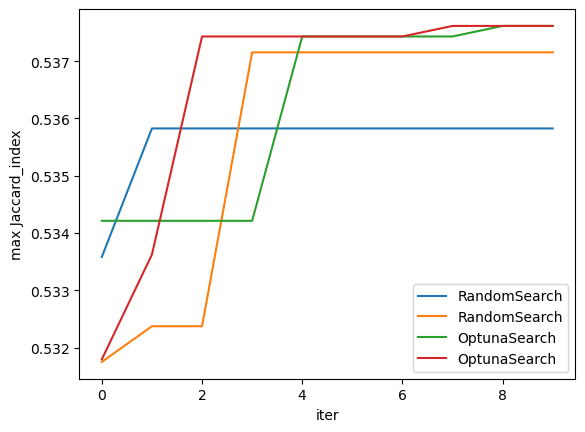 max Jaccard_index
0.537
0.536
0.535
0.534
0.533
0.532
RandomSearch
RandomSearch
OptunaSearch
OptunaSearch
0
2
4
6
8
iter